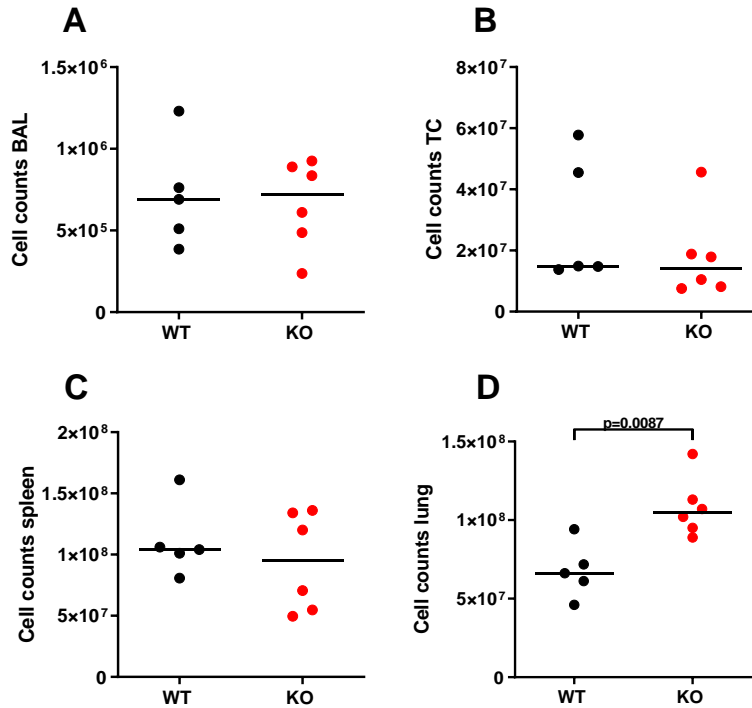 A
Cell counts BAL
1.5×10⁶
1×10⁶
5×10⁵
0
WT
KO
B
Cell counts TC
8×10⁷
6×10⁷
4×10⁷
2×10⁷
0
WT
KO
C
Cell counts spleen
2×10⁸
1.5×10⁸
1×10⁸
5×10⁷
0
WT
KO
D
p=0.0087
Cell counts lung
1.5×10⁸
1×10⁸
5×10⁷
0
WT
KO